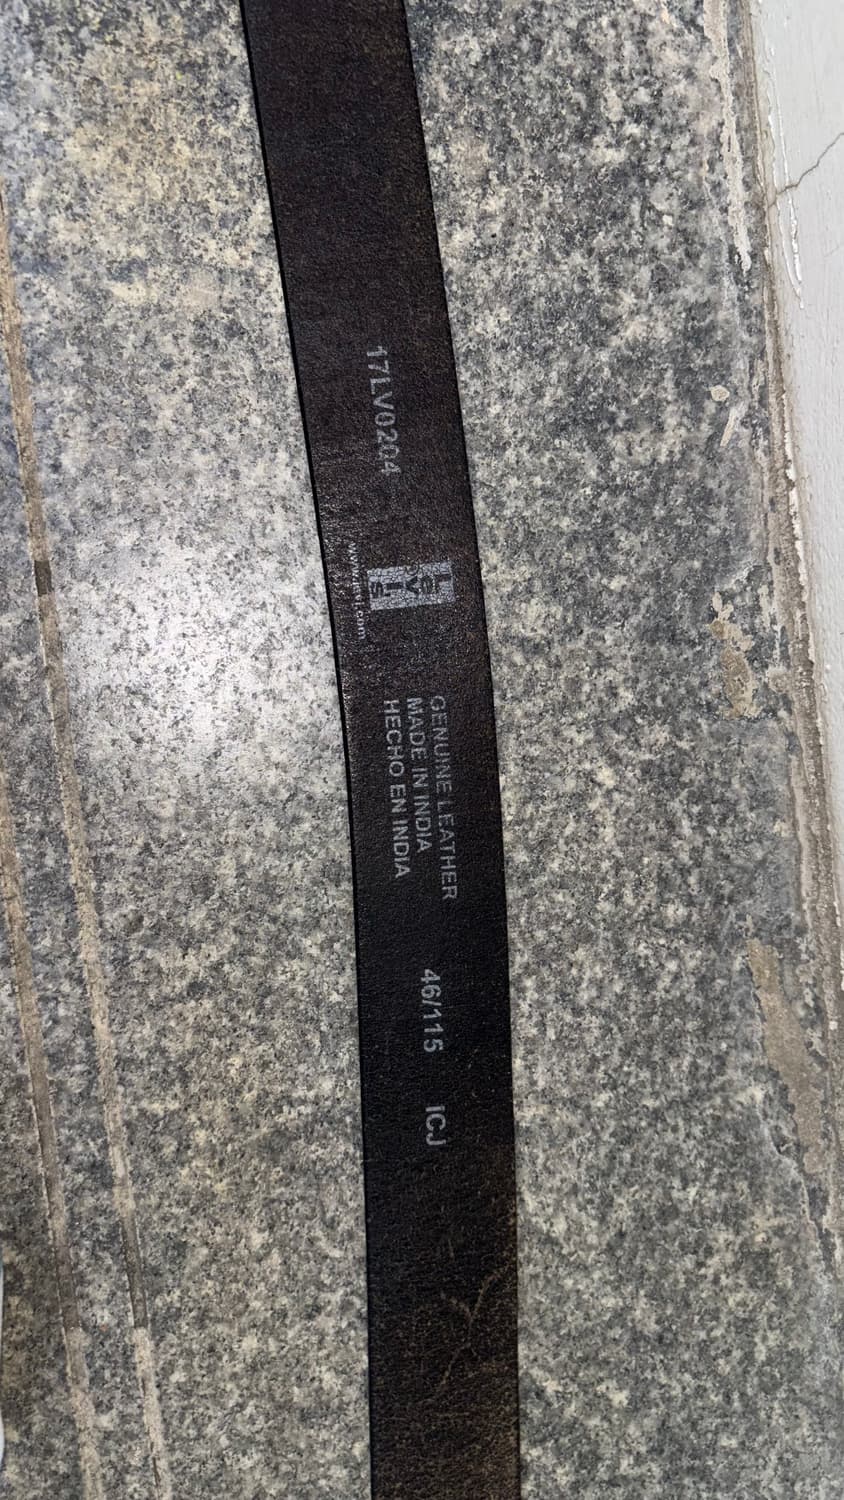 17LV0204
Levi's
www.levi.com
GENUINE LEATHER
MADE IN INDIA
HECHO EN INDIA
46/115
ICJ